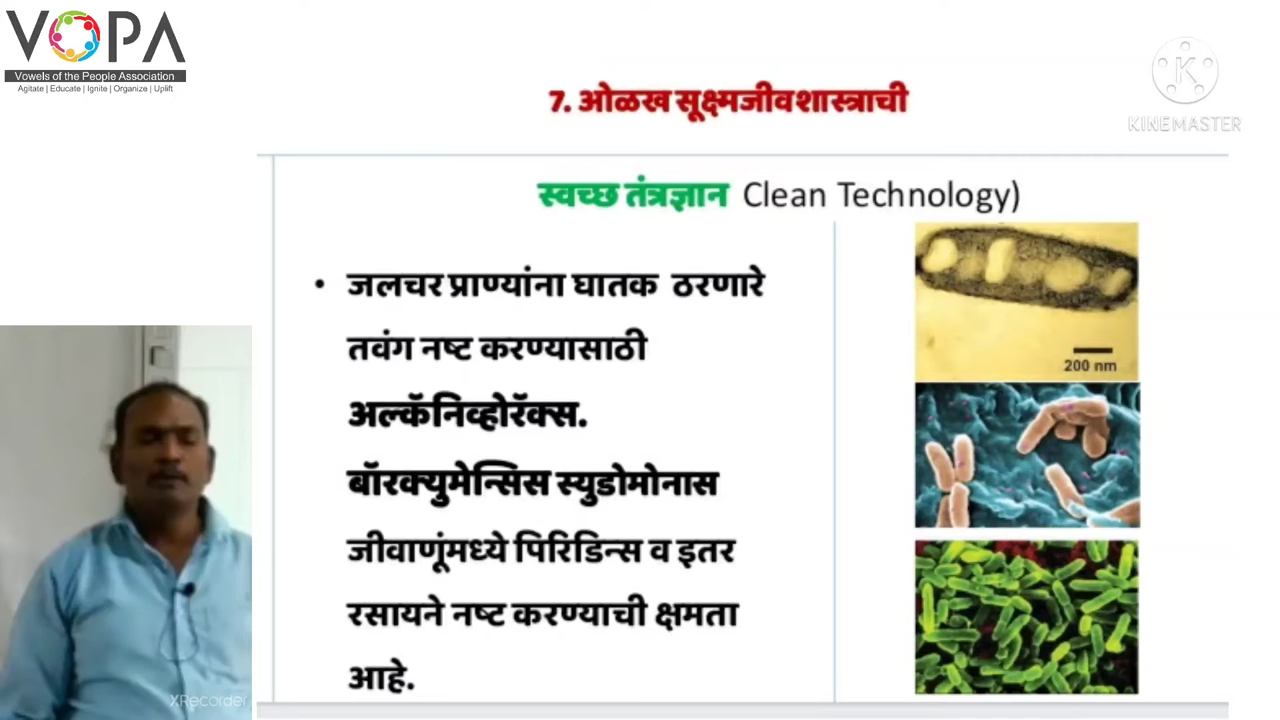 VOPA
Vowels of the People Association
Agitate | Educate | Ignite | Organize | Uplift
K
KINEMASTER
7. ओळख सूक्ष्मजीवशास्त्राची
स्वच्छ तंत्रज्ञान Clean Technology)
• जलचर प्राण्यांना घातक ठरणारे
तवंग नष्ट करण्यासाठी
अल्कॅनिव्होरॅक्स.
बॉरक्युमेन्सिस स्युडोमोनास
जीवाणूंमध्ये पिरिडिन्स व इतर
रसायने नष्ट करण्याची क्षमता
आहे.
200 nm
XRecorder